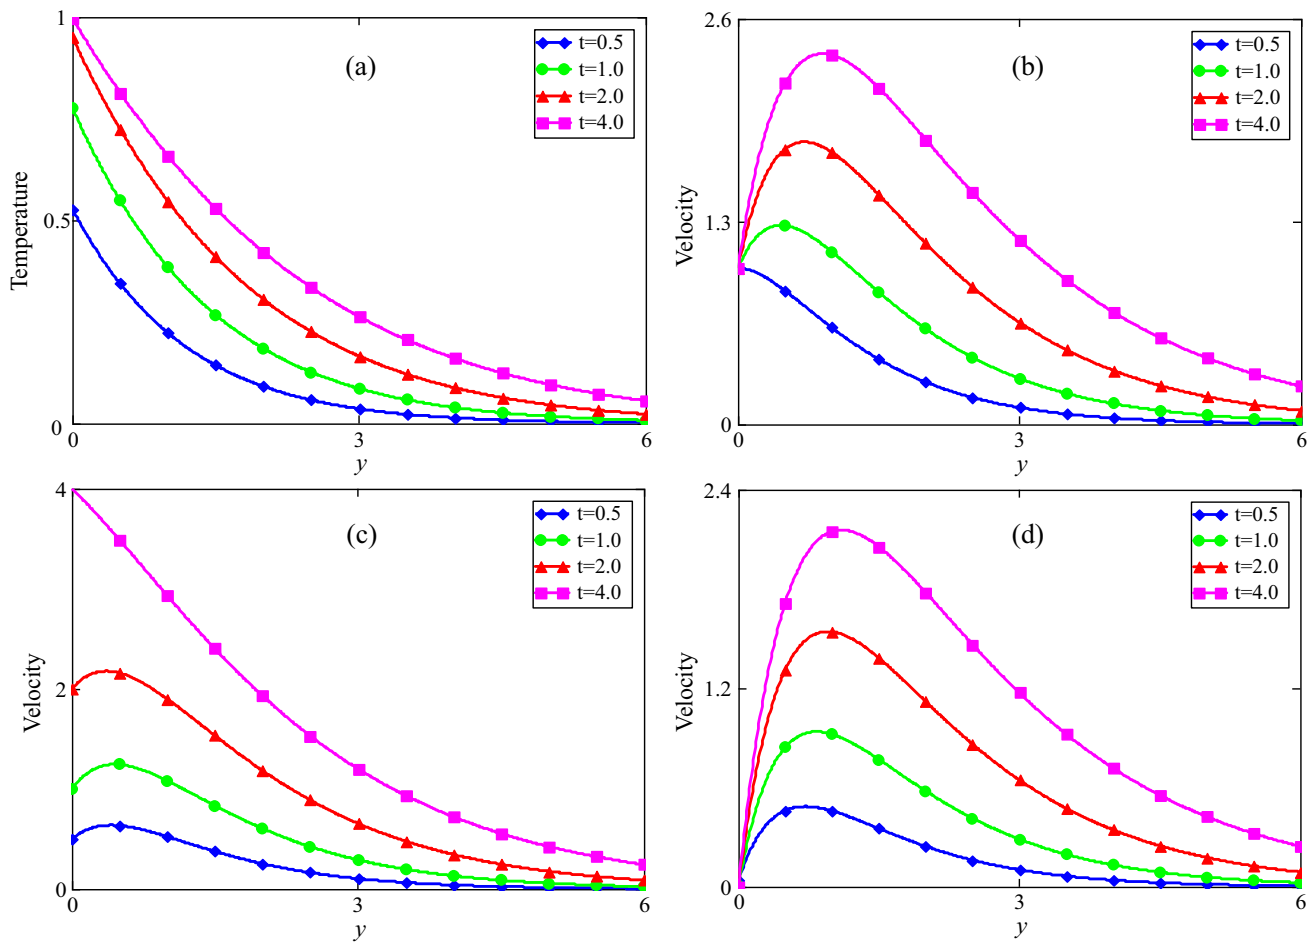 1
(a)
t=0.5
t=1.0
t=2.0
t=4.0
Temperature
0.5
0
0
3
6
y
2.6
(b)
t=0.5
t=1.0
t=2.0
t=4.0
Velocity
1.3
0
0
3
6
y
4
(c)
t=0.5
t=1.0
t=2.0
t=4.0
Velocity
2
0
0
3
6
y
2.4
(d)
t=0.5
t=1.0
t=2.0
t=4.0
Velocity
1.2
0
0
3
6
y